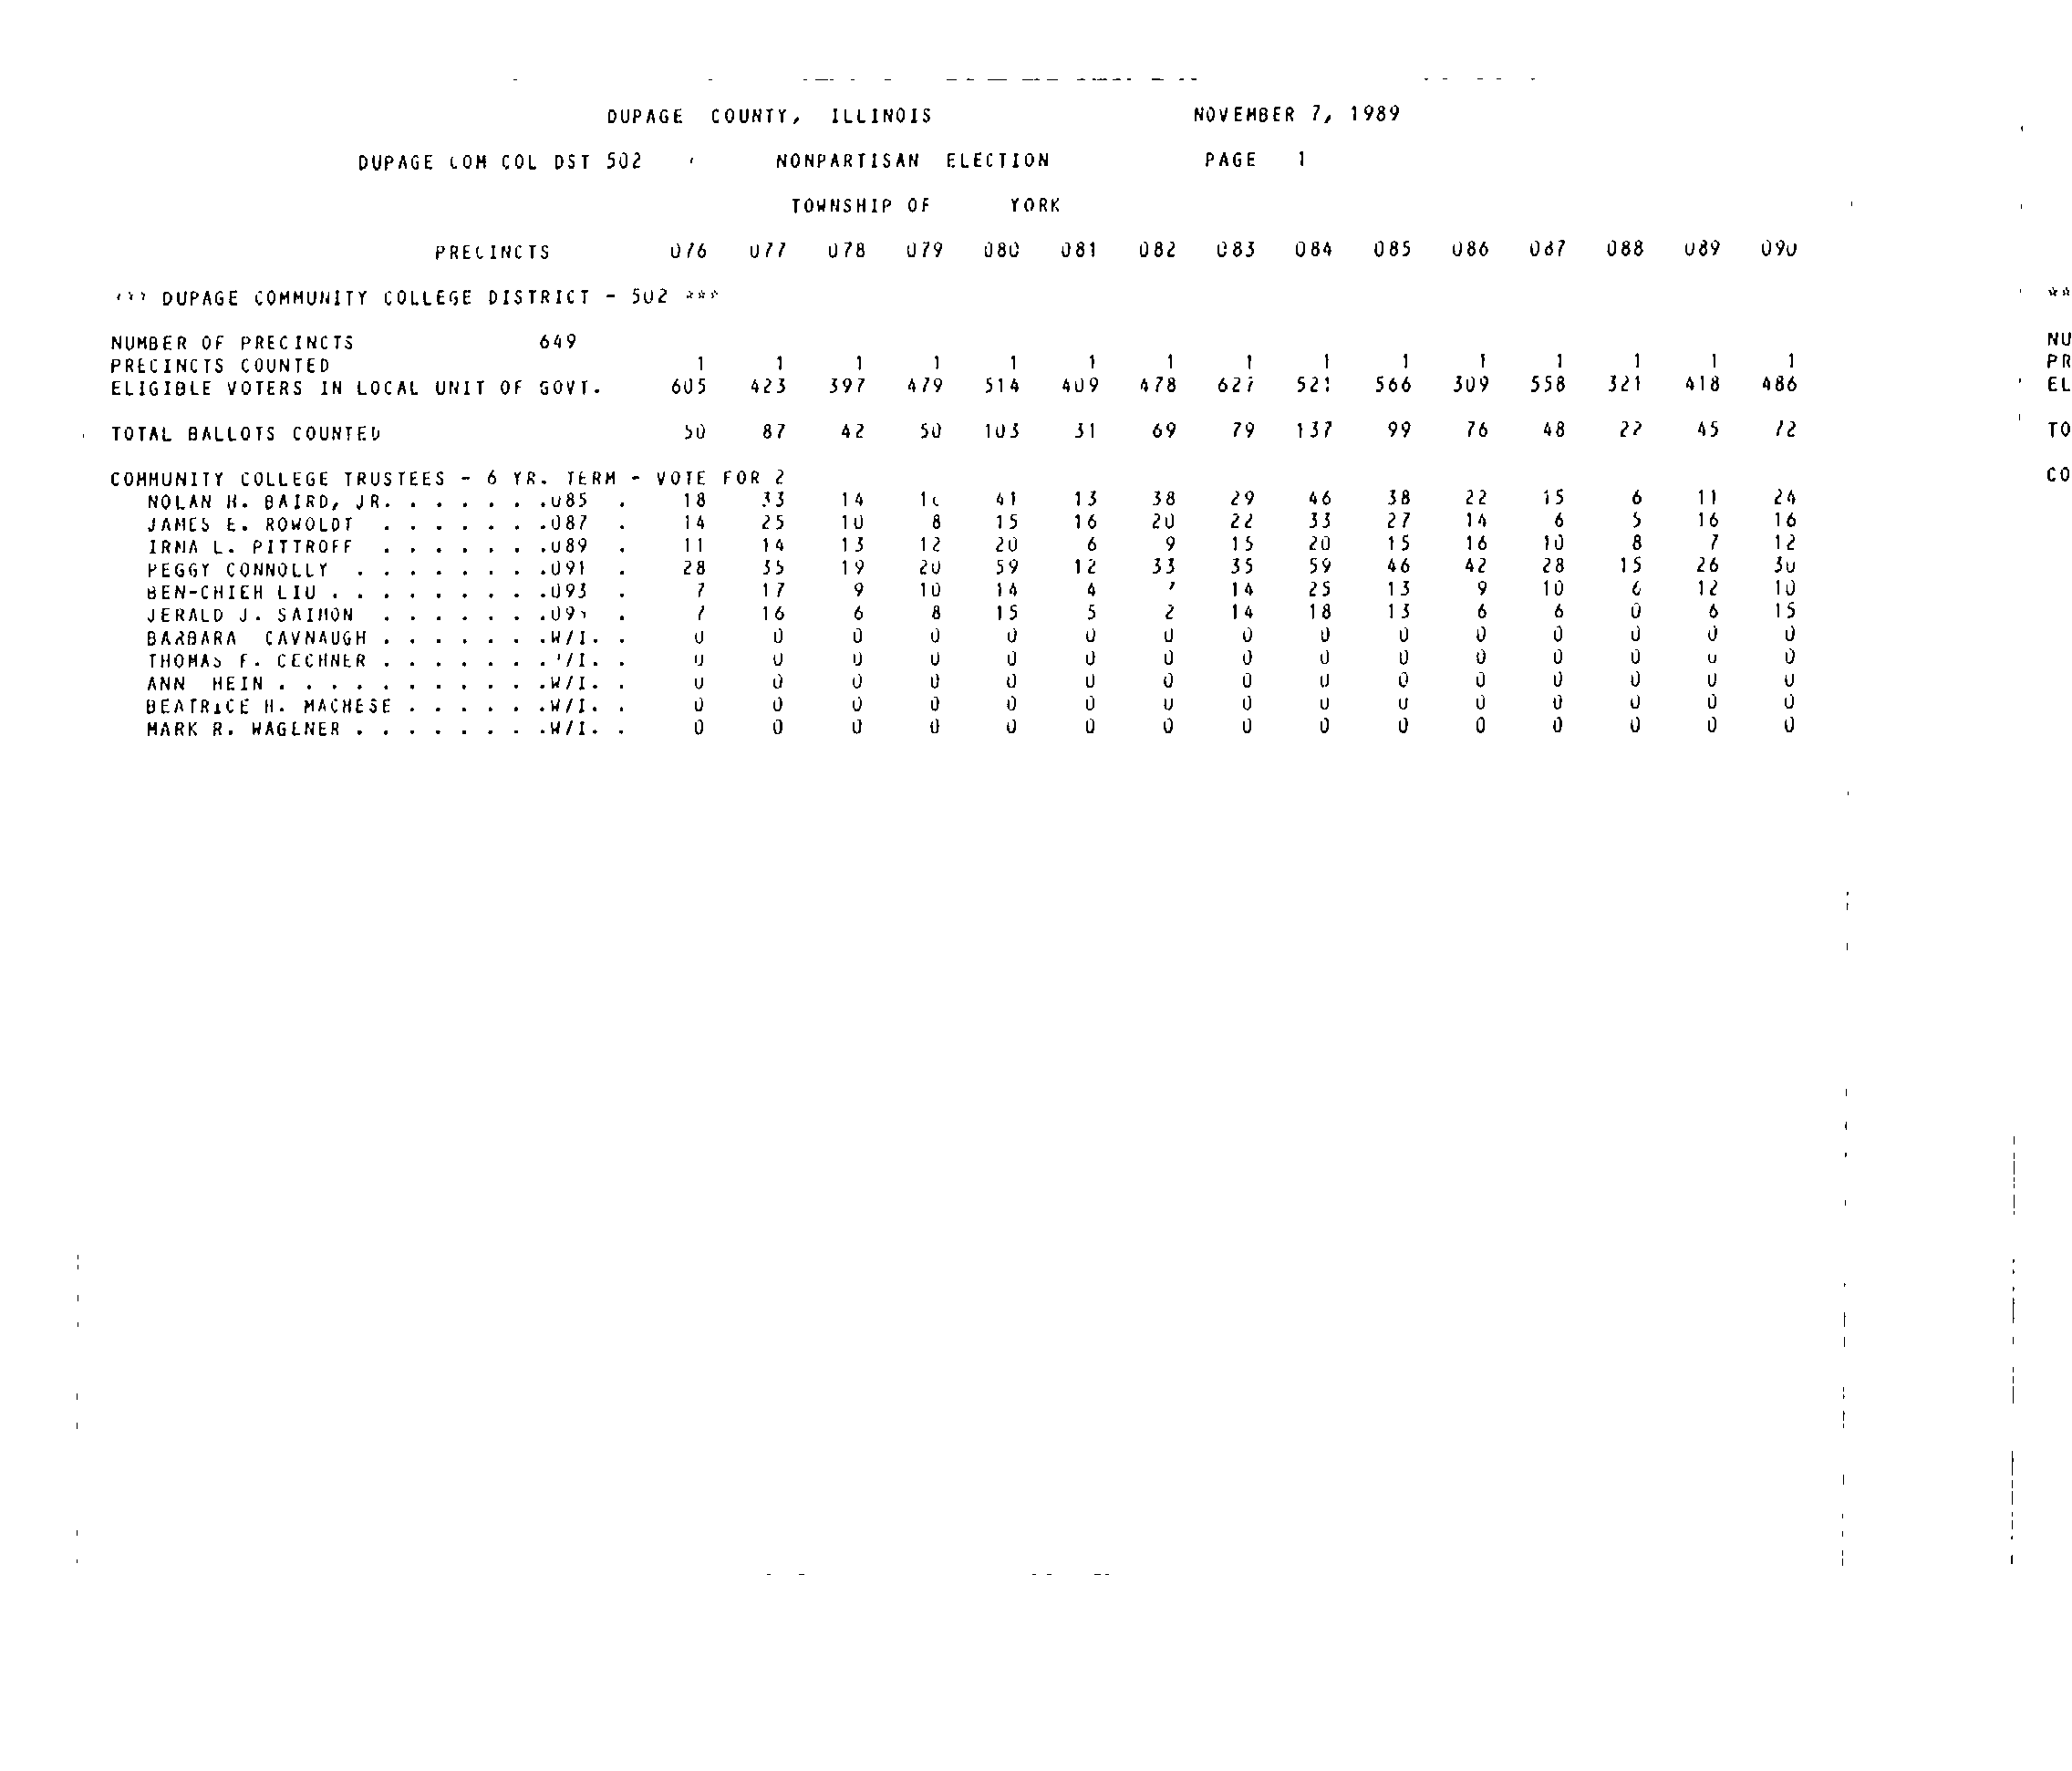 DUPAGE COUNTY, ILLINOIS NOVEMBER 7, 1989
DUPAGE COM COL DST 502 NONPARTISAN ELECTION PAGE 1
TOWNSHIP OF YORK
PRECINCTS 076 077 078 079 080 081 082 083 084 085 086 087 088 089 090
*** DUPAGE COMMUNITY COLLEGE DISTRICT - 502 ***
NUMBER OF PRECINCTS 649
PRECINCTS COUNTED 1 1 1 1 1 1 1 1 1 1 1 1 1 1 1
ELIGIBLE VOTERS IN LOCAL UNIT OF GOVT. 605 423 397 479 514 409 478 627 521 566 309 558 321 418 486
TOTAL BALLOTS COUNTED 50 87 42 50 103 31 69 79 137 99 76 48 22 45 72
COMMUNITY COLLEGE TRUSTEES - 6 YR. TERM - VOTE FOR 2
NOLAN H. BAIRD, JR. . . . . . .085 . 18 33 14 41 13 38 29 46 38 22 15 6 11 24
JAMES E. ROWOLDT . . . . . . .087 . 14 25 10 8 15 16 20 22 33 27 14 6 5 16 16
IRMA L. PITTROFF . . . . . . .089 . 11 14 13 12 20 6 9 15 20 15 16 10 8 7 12
PEGGY CONNOLLY . . . . . . . .091 . 28 35 19 20 59 12 33 35 59 46 42 28 15 26 30
BEN-CHIEH LIU . . . . . . . . .093 . 7 17 9 10 14 4 14 25 13 9 10 6 12 10
JERALD J. SAIMON . . . . . . . . 7 16 6 8 15 5 2 14 18 13 6 6 0 6 15
BARBARA CAVNAUGH . . . . . . .W/I. . 0 0 0 0 0 0 0 0 0 0 0 0 0 0 0
THOMAS F. CECHNER . . . . . . .W/I. . 0 0 0 0 0 0 0 0 0 0 0 0 0 0 0
ANN HEIN . . . . . . . . . . .W/I. . 0 0 0 0 0 0 0 0 0 0 0 0 0 0 0
BEATRICE H. MACHESE . . . . . .W/I. . 0 0 0 0 0 0 0 0 0 0 0 0 0 0 0
MARK R. WAGENER . . . . . . . .W/I. . 0 0 0 0 0 0 0 0 0 0 0 0 0 0 0
**
NU
PR
EL
TO
CO